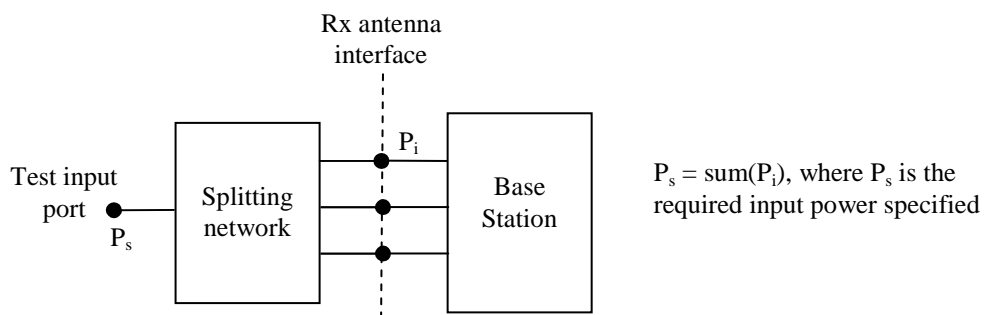 Rx antenna
interface
P_i
Test input
port
P_s
Splitting
network
Base
Station
P_s = sum(P_i), where P_s is the
required input power specified